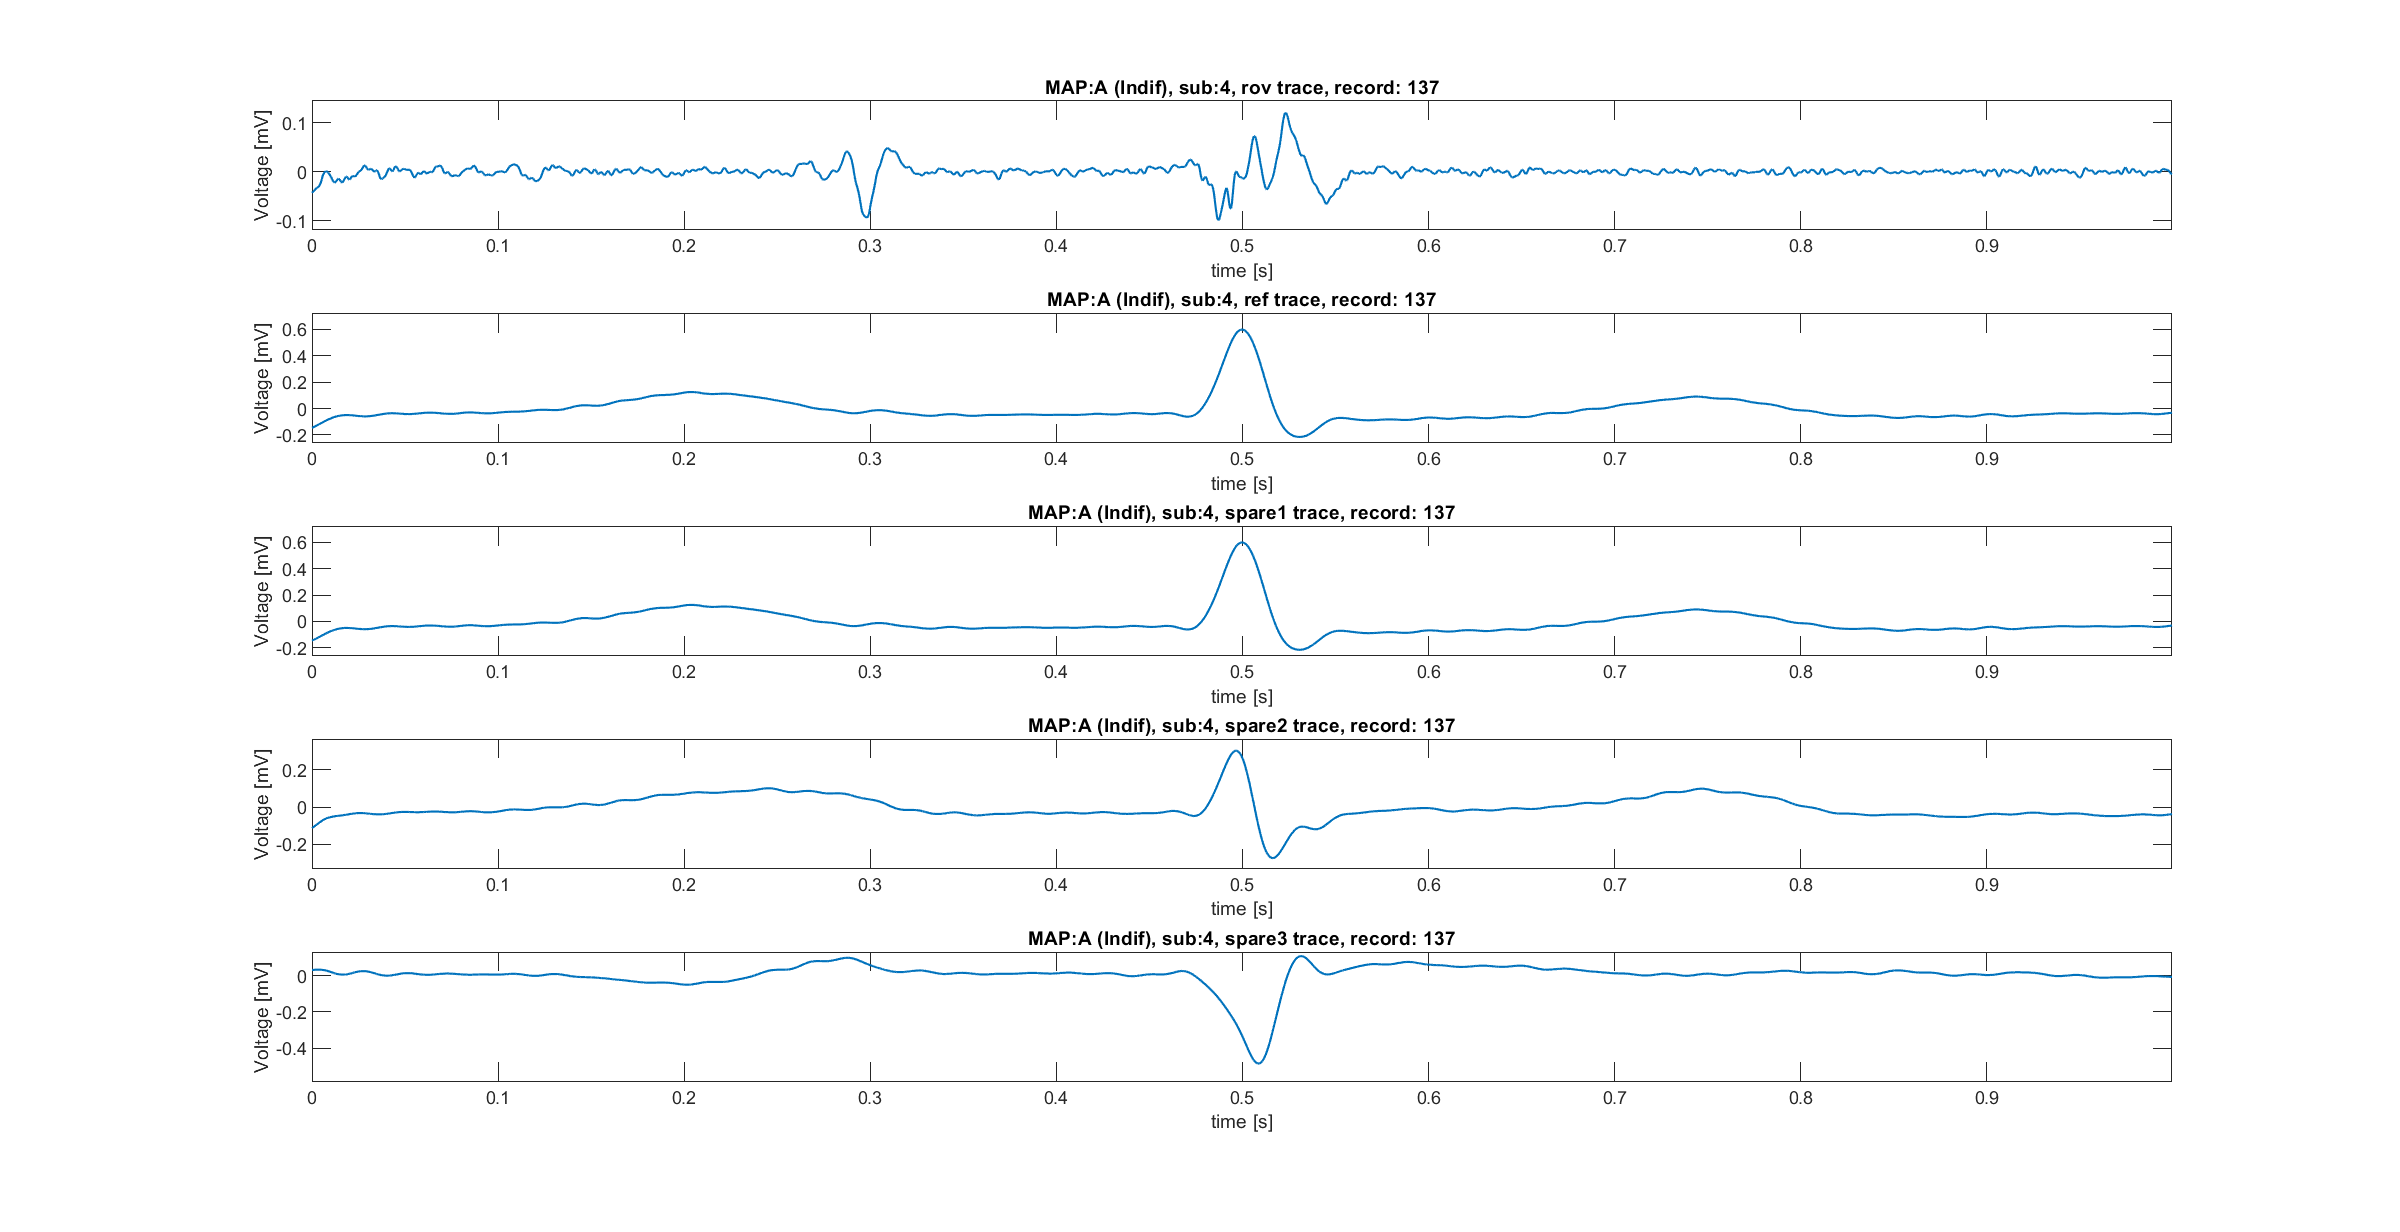 MAP:A (Indif), sub:4, rov trace, record: 137
Voltage [mV]
0.1
0
-0.1
0 0.1 0.2 0.3 0.4 0.5 0.6 0.7 0.8 0.9
time [s]
MAP:A (Indif), sub:4, ref trace, record: 137
Voltage [mV]
0.6
0.4
0.2
0
-0.2
0 0.1 0.2 0.3 0.4 0.5 0.6 0.7 0.8 0.9
time [s]
MAP:A (Indif), sub:4, spare1 trace, record: 137
Voltage [mV]
0.6
0.4
0.2
0
-0.2
0 0.1 0.2 0.3 0.4 0.5 0.6 0.7 0.8 0.9
time [s]
MAP:A (Indif), sub:4, spare2 trace, record: 137
Voltage [mV]
0.2
0
-0.2
0 0.1 0.2 0.3 0.4 0.5 0.6 0.7 0.8 0.9
time [s]
MAP:A (Indif), sub:4, spare3 trace, record: 137
Voltage [mV]
0
-0.2
-0.4
0 0.1 0.2 0.3 0.4 0.5 0.6 0.7 0.8 0.9
time [s]